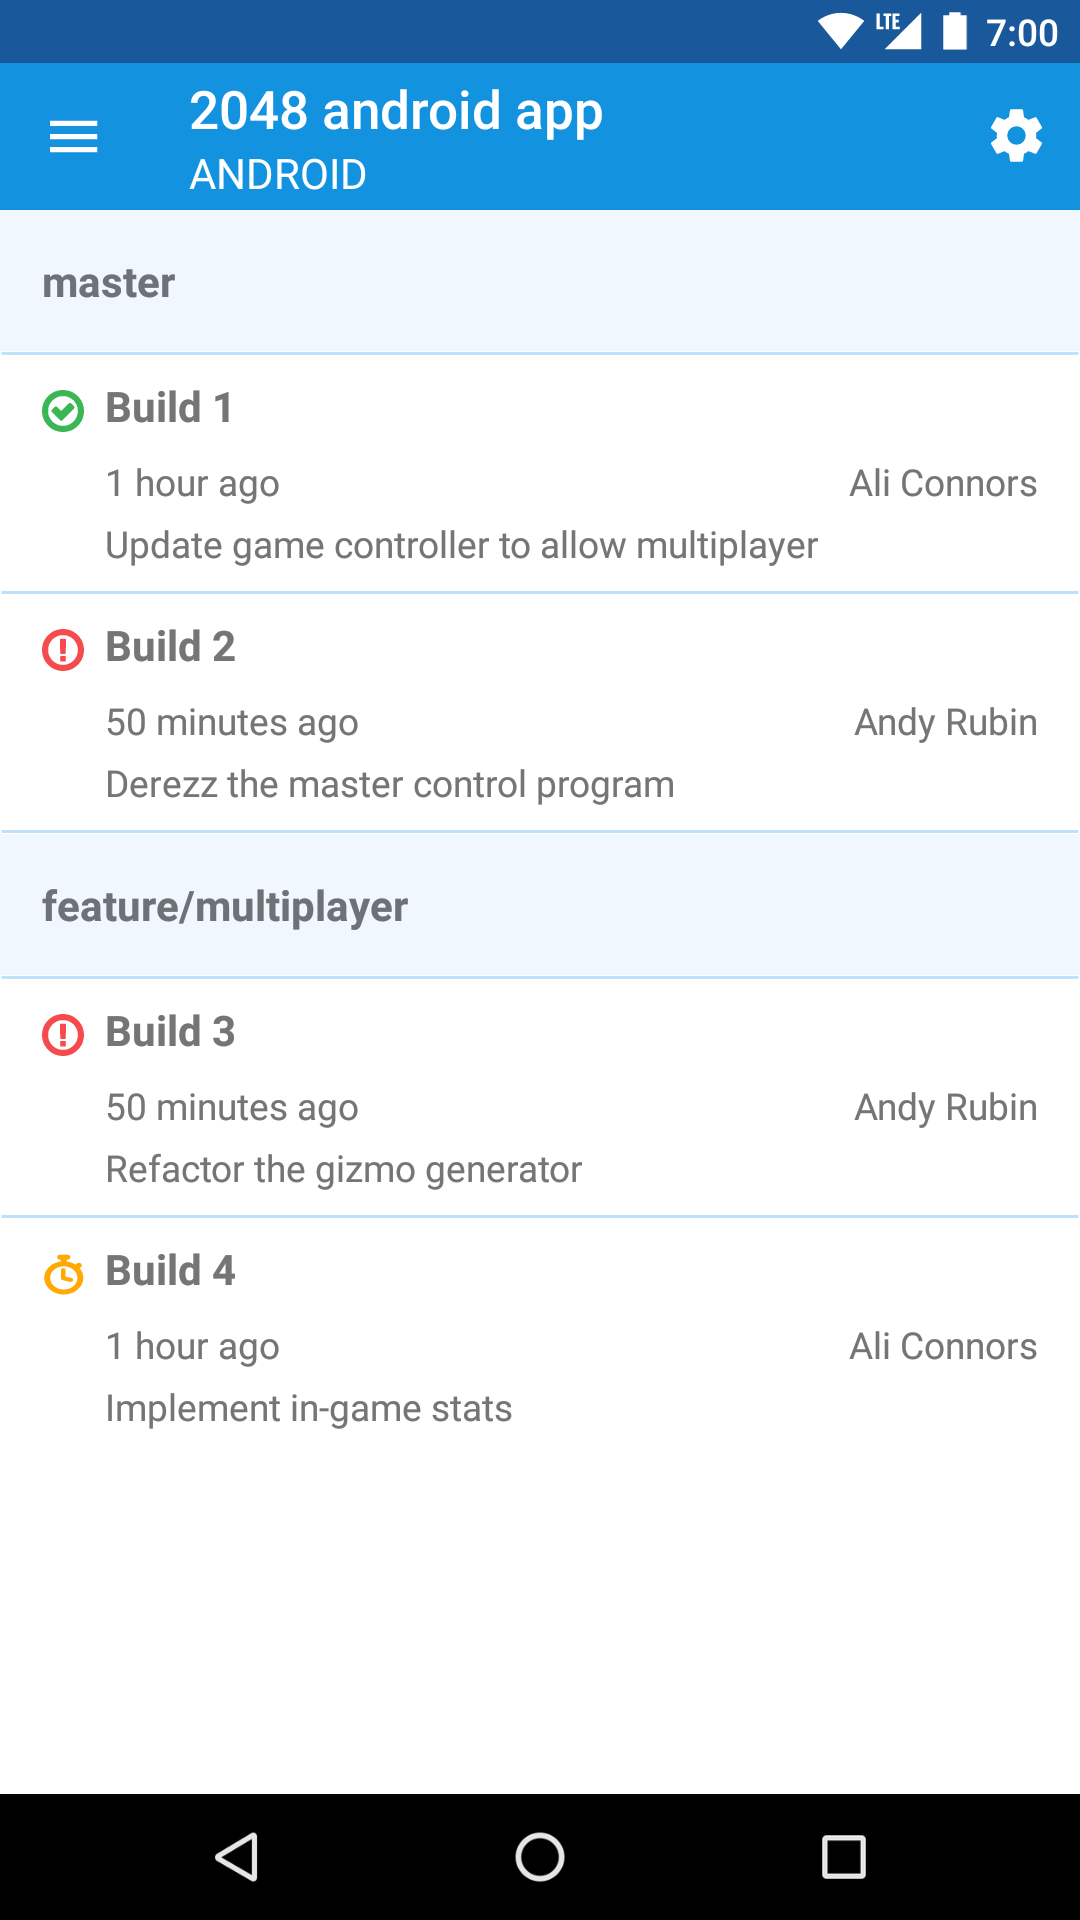 LTE 7:00
2048 android app
ANDROID
master
Build 1
1 hour ago Ali Connors
Update game controller to allow multiplayer
Build 2
50 minutes ago Andy Rubin
Derezz the master control program
feature/multiplayer
Build 3
50 minutes ago Andy Rubin
Refactor the gizmo generator
Build 4
1 hour ago Ali Connors
Implement in-game stats